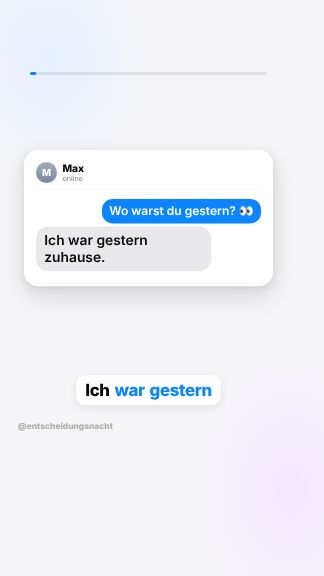 M
Max
online
Wo warst du gestern? 👀
Ich war gestern
zuhause.
Ich war gestern
@entscheidungsnacht